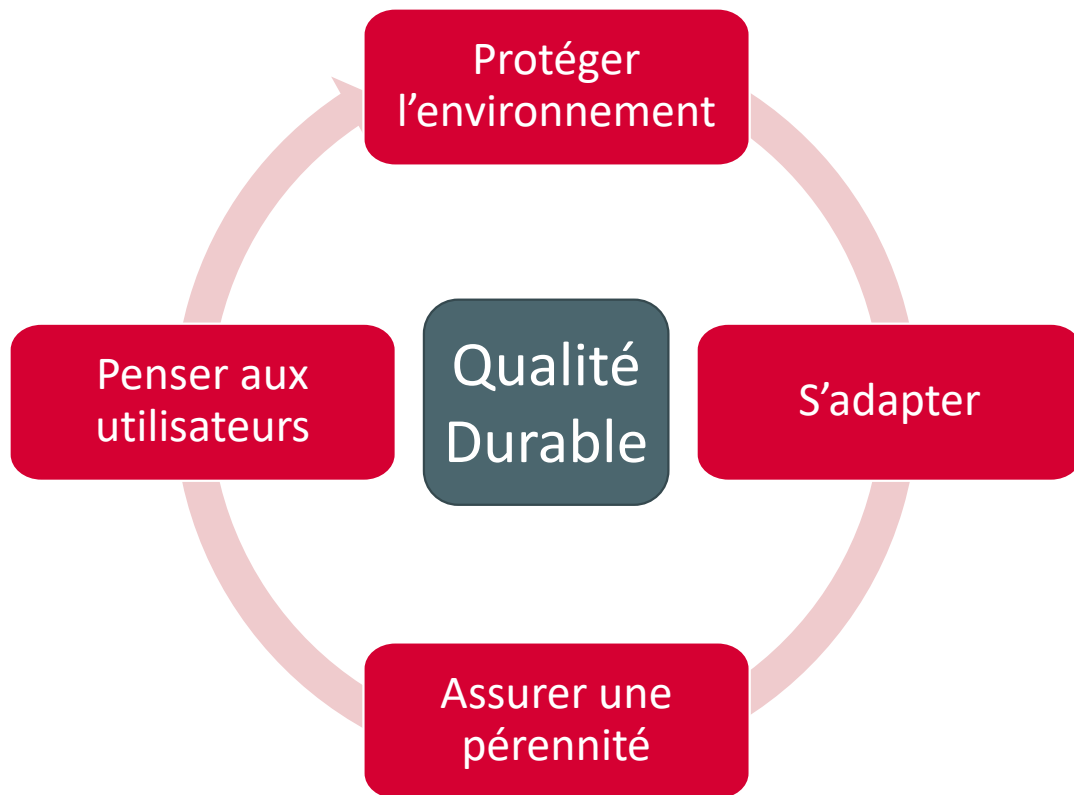 Protéger
l’environnement
Penser aux
utilisateurs
Qualité
Durable
S’adapter
Assurer une
pérennité